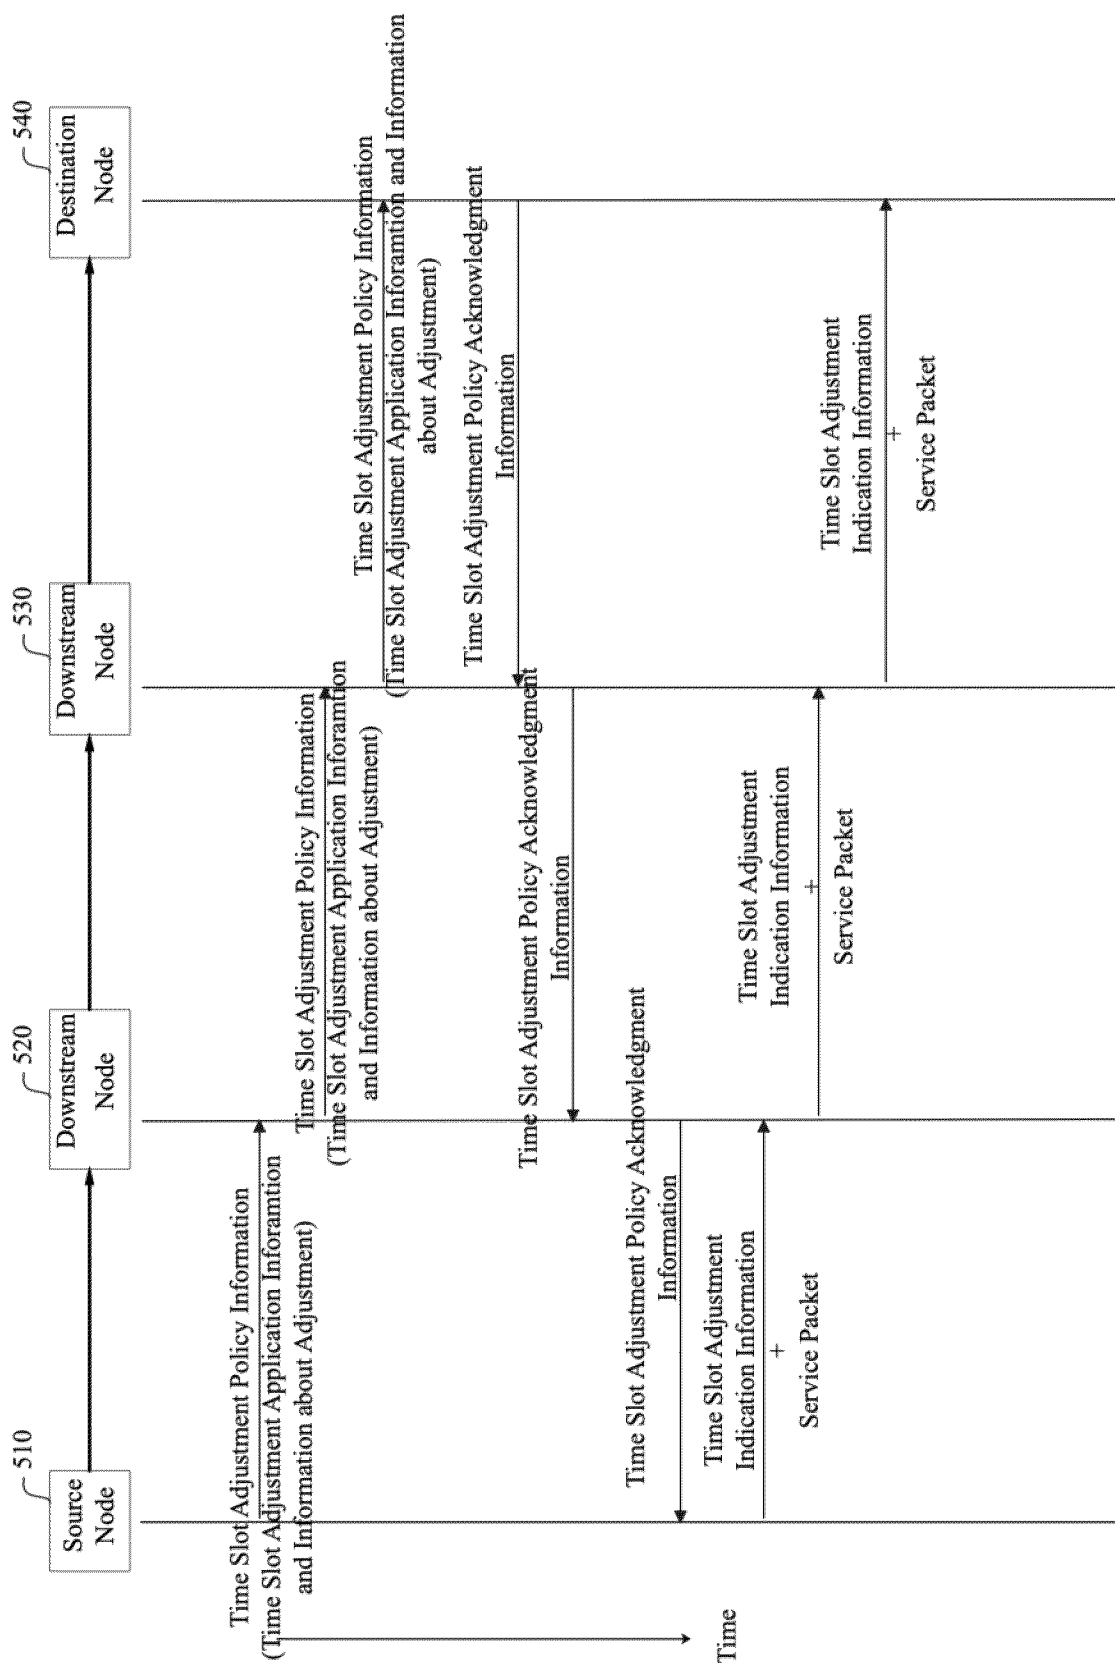 510
Source
Node
520
Downstream
Node
530
Downstream
Node
540
Destination
Node
Time Slot Adjustment Policy Information
(Time Slot Adjustment Application Inforamtion
and Information about Adjustment)
Time Slot Adjustment Policy Information
(Time Slot Adjustment Application Inforamtion
and Information about Adjustment)
Time Slot Adjustment Policy Information
(Time Slot Adjustment Application Inforamtion and Information
about Adjustment)
Time Slot Adjustment Policy Acknowledgment
Information
Time Slot Adjustment Policy Acknowledgment
Information
Time Slot Adjustment Policy Acknowledgment
Information
Time Slot Adjustment
Indication Information
+
Service Packet
Time Slot Adjustment
Indication Information
+
Service Packet
Time Slot Adjustment
Indication Information
+
Service Packet
Time